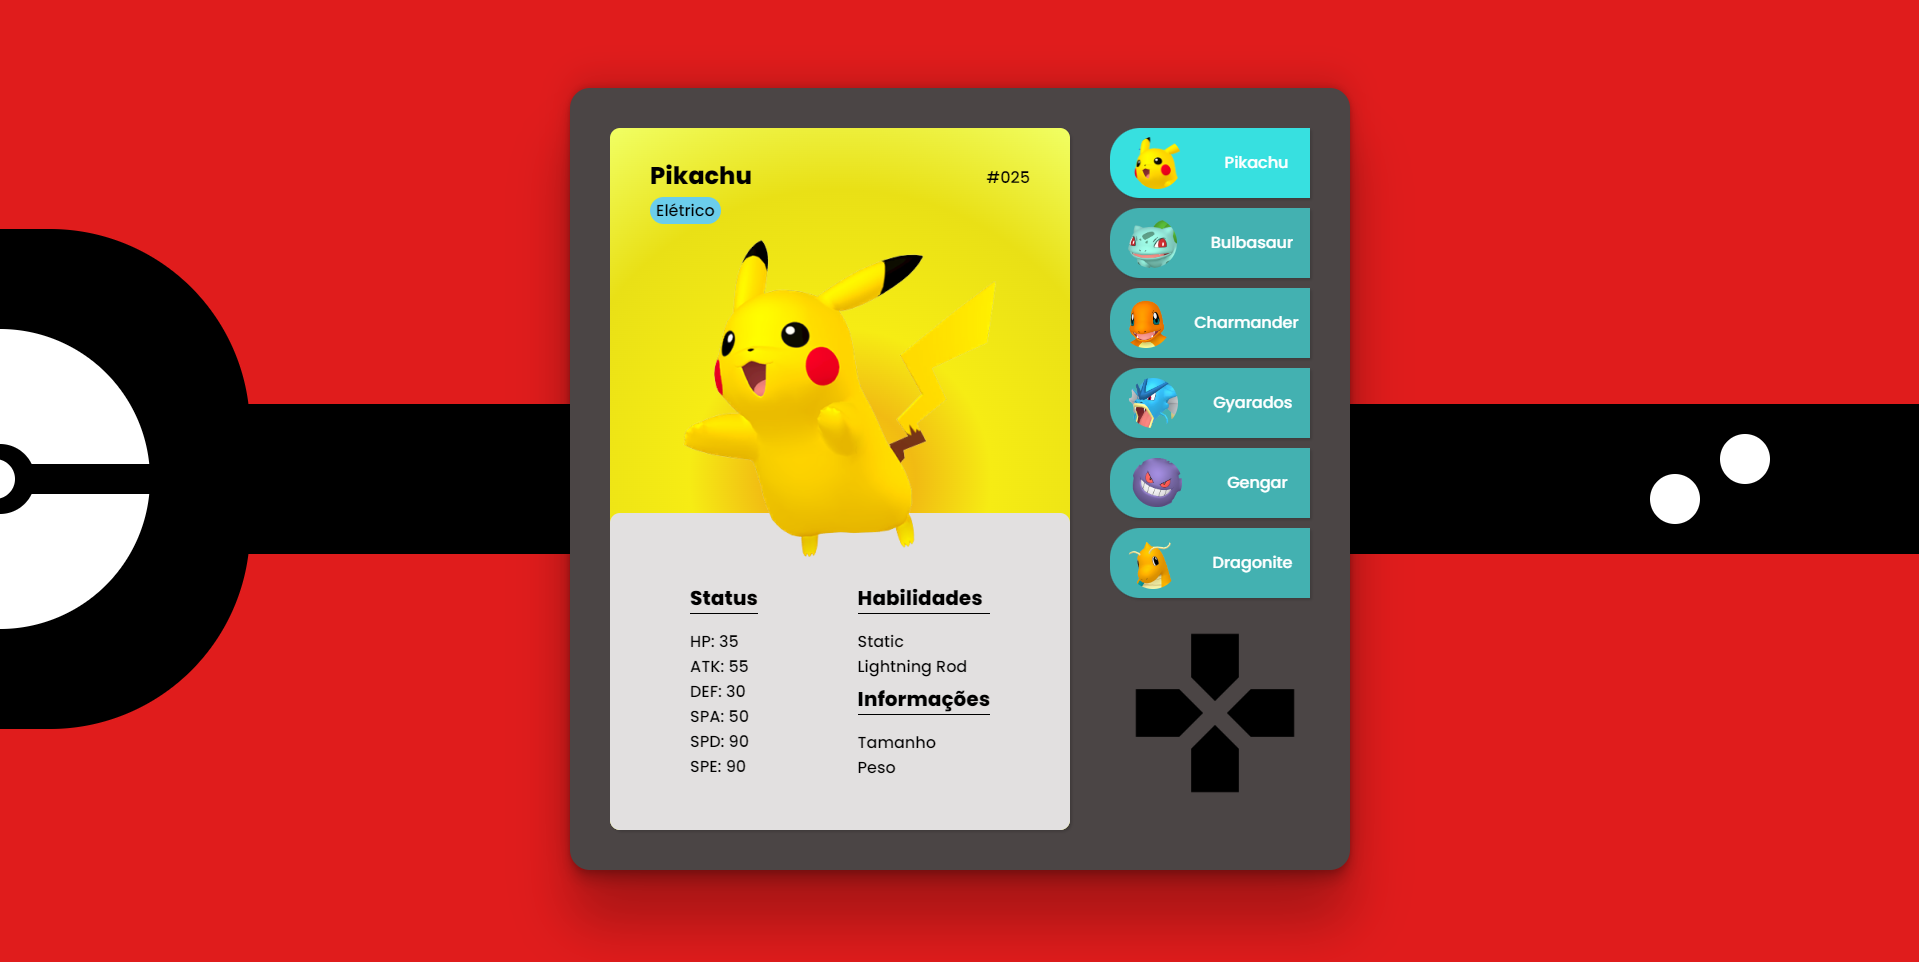 Pikachu
#025
Elétrico
Status
HP: 35
ATK: 55
DEF: 30
SPA: 50
SPD: 90
SPE: 90
Habilidades
Static
Lightning Rod
Informações
Tamanho
Peso
Pikachu
Bulbasaur
Charmander
Gyarados
Gengar
Dragonite